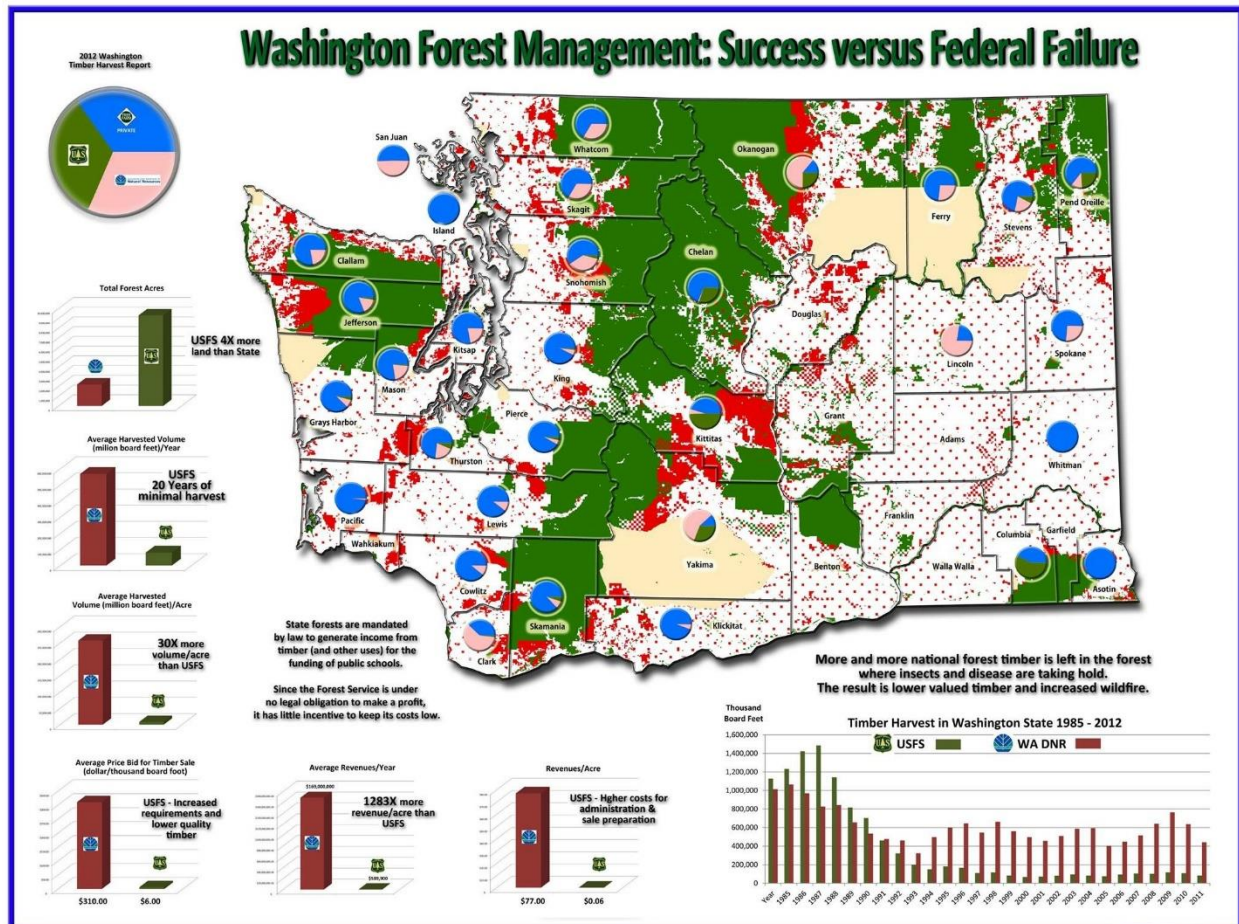 Washington Forest Management: Success versus Federal Failure
2012 Washington
Timber Harvest Report
PRIVATE
UAS
Total Forest Acres
USFS 4X more
land than State
Average Harvested Volume
(milion board feet)/Year
USFS
20 Years of
minimal harvest
Average Harvested
Volume (million board feet)/Acre
30X more
volume/acre
than USFS
Average Price Bid for Timber Sale
(dollar/thousand board foot)
USFS - Increased
requirements and
lower quality
timber
$310.00
$6.00
Average Revenues/Year
$169,000,000
1283X more
revenue/acre than
USFS
Revenues/Acre
USFS - Hgher costs for
administration &
sale preparation
$77.00
$0.06
San Juan
Whatcom
Okanogan
Skagit
Island
Ferry
Pend Oreille
Stevens
Clallam
Snohomish
Chelan
Jefferson
Douglas
Kitsap
Spokane
Lincoln
Mason
King
Grays Harbor
Pierce
Kittitas
Grant
Adams
Thurston
Whitman
Pacific
Lewis
Franklin
Columbia
Garfield
Wahkiakum
Yakima
Benton
Walla Walla
Asotin
Cowlitz
Skamania
Klickitat
Clark
State forests are mandated
by law to generate income from
timber (and other uses) for the
funding of public schools.
Since the Forest Service is under
no legal obligation to make a profit,
it has little incentive to keep its costs low.
More and more national forest timber is left in the forest
where insects and disease are taking hold.
The result is lower valued timber and increased wildfire.
Thousand
Board Feet
Timber Harvest in Washington State 1985 - 2012
USFS
WA DNR
1,600,000
1,400,000
1,200,000
1,000,000
800,000
600,000
400,000
200,000
0
Year
1985
1986
1987
1988
1989
1990
1991
1992
1993
1994
1995
1996
1997
1998
1999
2000
2001
2002
2003
2004
2005
2006
2007
2008
2009
2010
2011